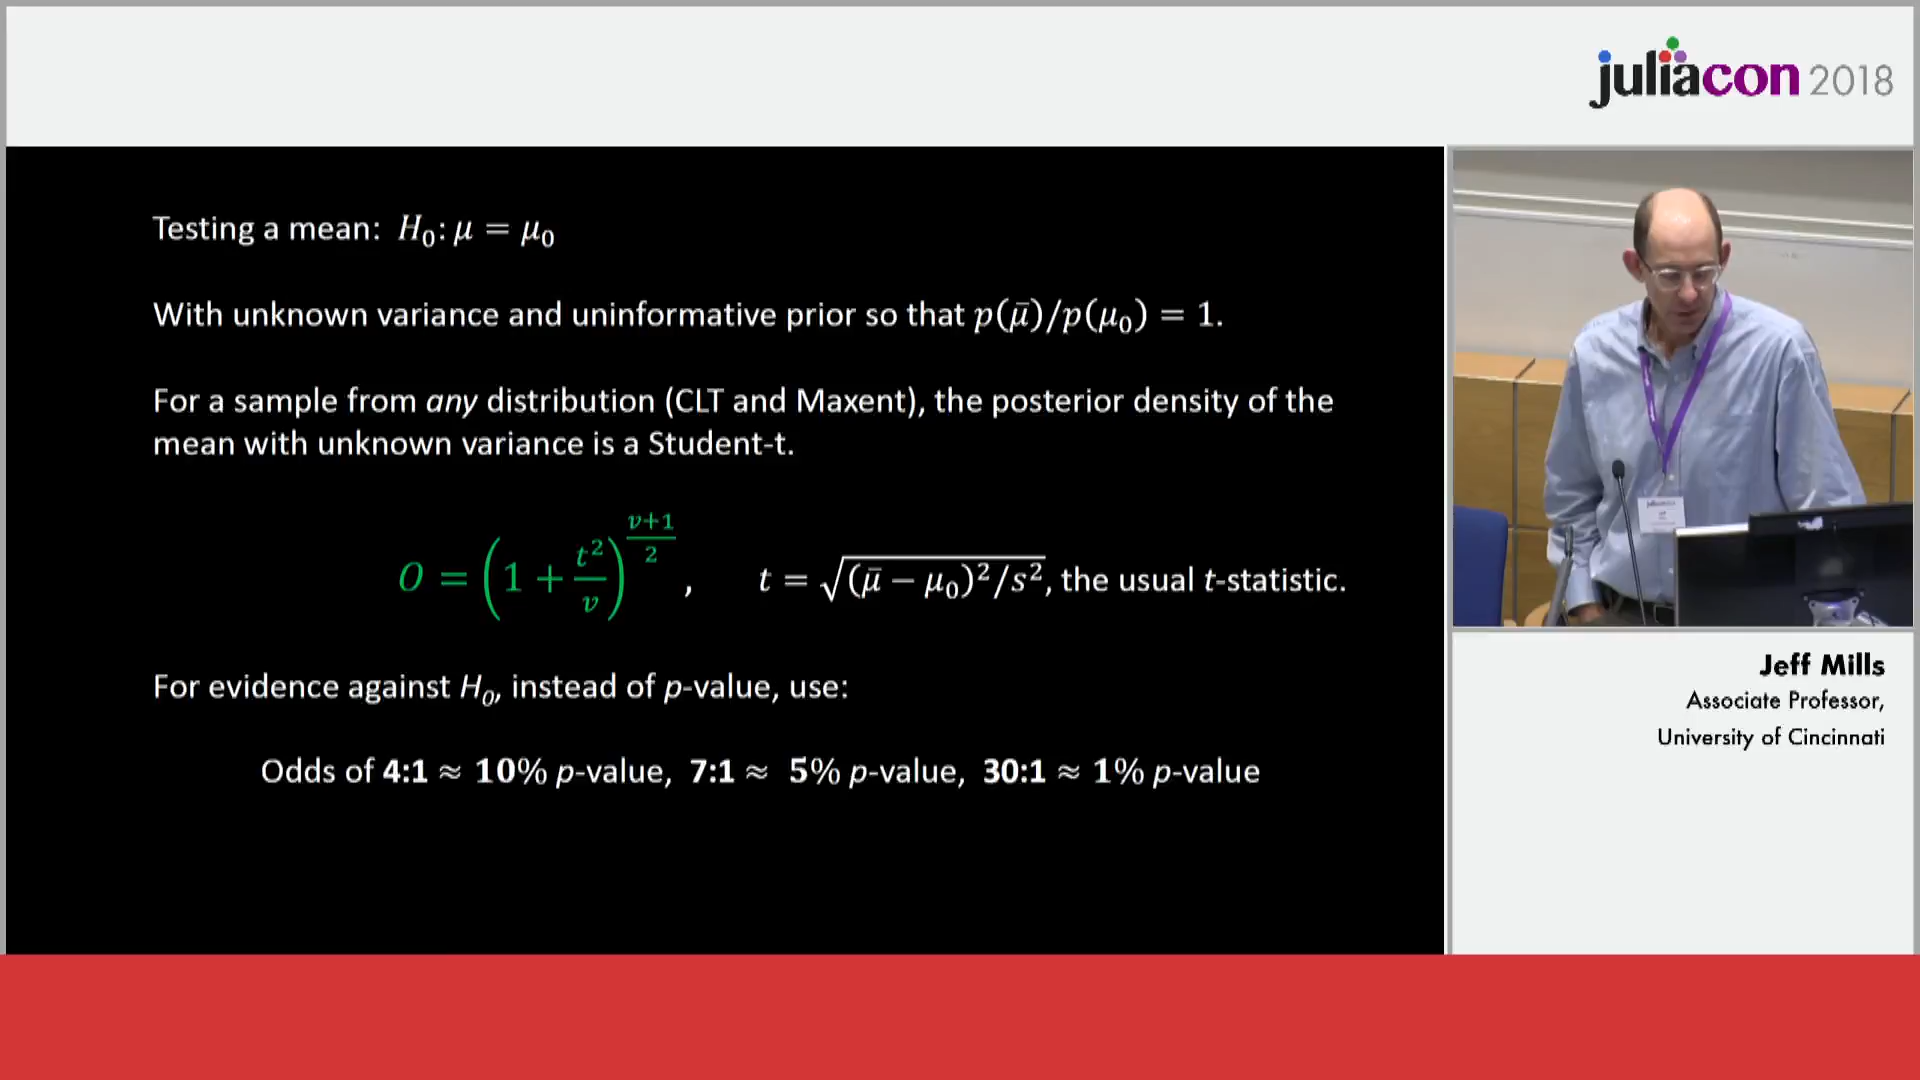 juliacon 2018
Testing a mean: H₀: μ = μ₀
With unknown variance and uninformative prior so that p(μ̄)/p(μ₀) = 1.
For a sample from any distribution (CLT and Maxent), the posterior density of the
mean with unknown variance is a Student-t.
O = (1 + t²/ν)^((ν+1)/2) , t = √((μ̄ − μ₀)²/s²), the usual t-statistic.
For evidence against H₀, instead of p-value, use:
Odds of 4:1 ≈ 10% p-value, 7:1 ≈ 5% p-value, 30:1 ≈ 1% p-value
Jeff Mills
Associate Professor,
University of Cincinnati